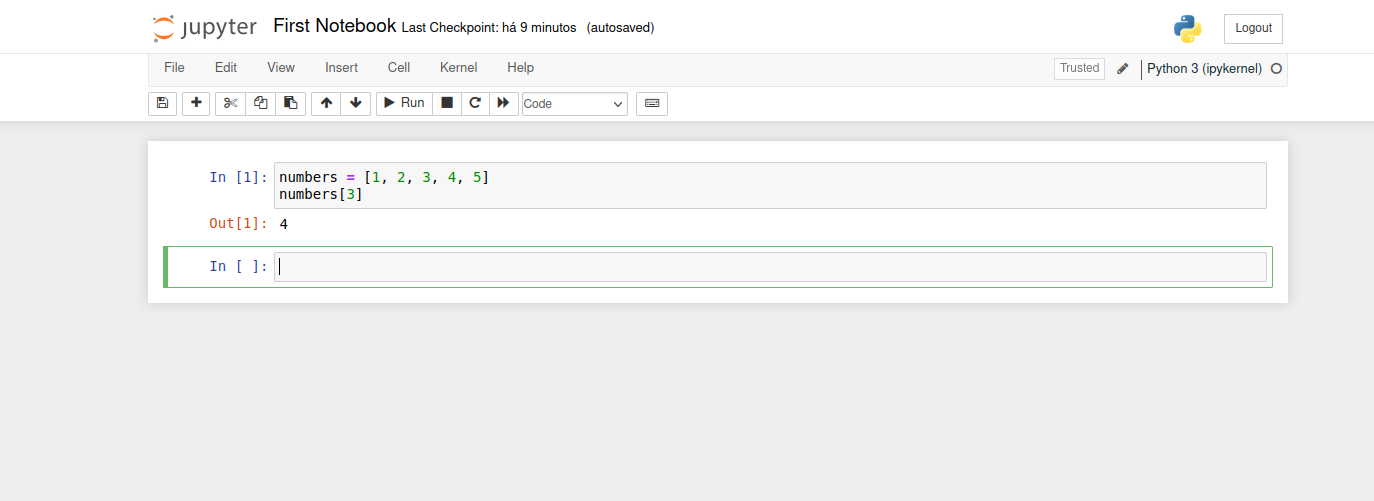 jupyter First Notebook Last Checkpoint: há 9 minutos (autosaved) Logout
File Edit View Insert Cell Kernel Help Trusted Python 3 (ipykernel)
Run Code
In [1]: numbers = [1, 2, 3, 4, 5]
numbers[3]
Out[1]: 4
In [ ]: